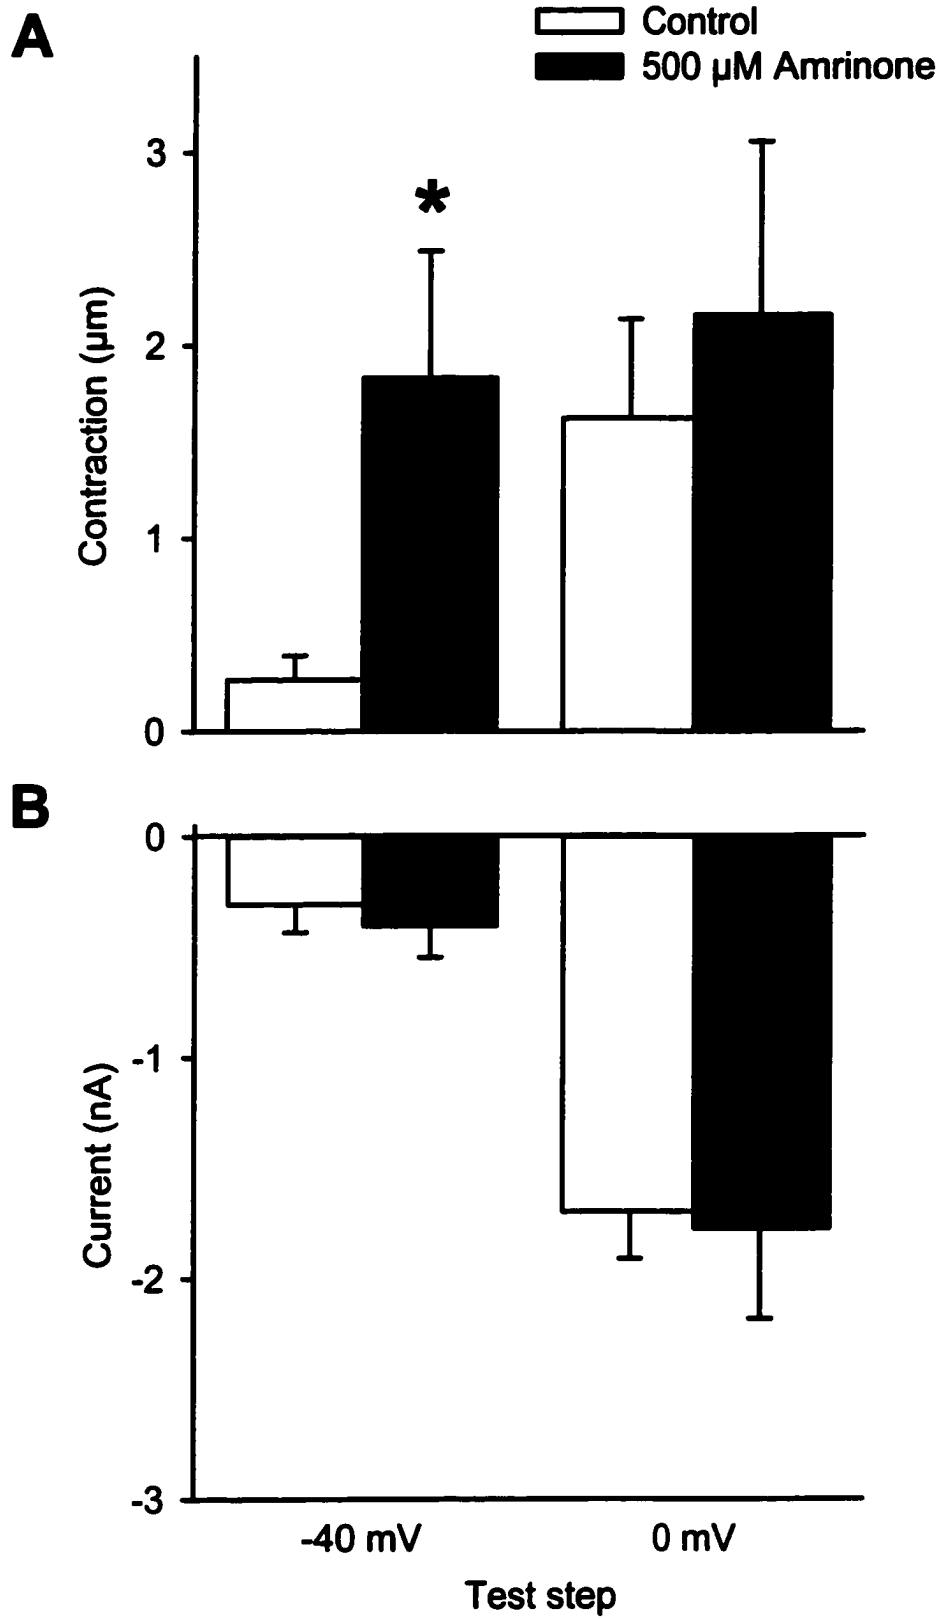 A
Control
500 µM Amrinone
3
*
2
1
0
Contraction (µm)
B
0
-1
-2
-3
Current (nA)
-40 mV 0 mV
Test step